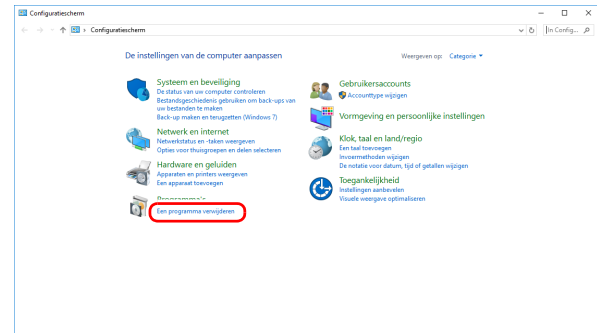 Configuratiescherm
Configuratiescherm
In Config...
De instellingen van de computer aanpassen
Weergeven op: Categorie
Systeem en beveiliging
De status van uw computer controleren
Bestandsgeschiedenis gebruiken om back-ups van
uw bestanden te maken
Back-up maken en terugzetten (Windows 7)
Netwerk en internet
Netwerkstatus en -taken weergeven
Opties voor thuisgroepen en delen selecteren
Hardware en geluiden
Apparaten en printers weergeven
Een apparaat toevoegen
Programma's
Een programma verwijderen
Gebruikersaccounts
Accounttype wijzigen
Vormgeving en persoonlijke instellingen
Klok, taal en land/regio
Een taal toevoegen
Invoermethoden wijzigen
De notatie voor datum, tijd of getallen wijzigen
Toegankelijkheid
Instellingen aanbevelen
Visuele weergave optimaliseren